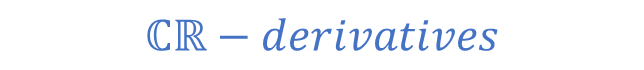 ℂℝ − derivatives